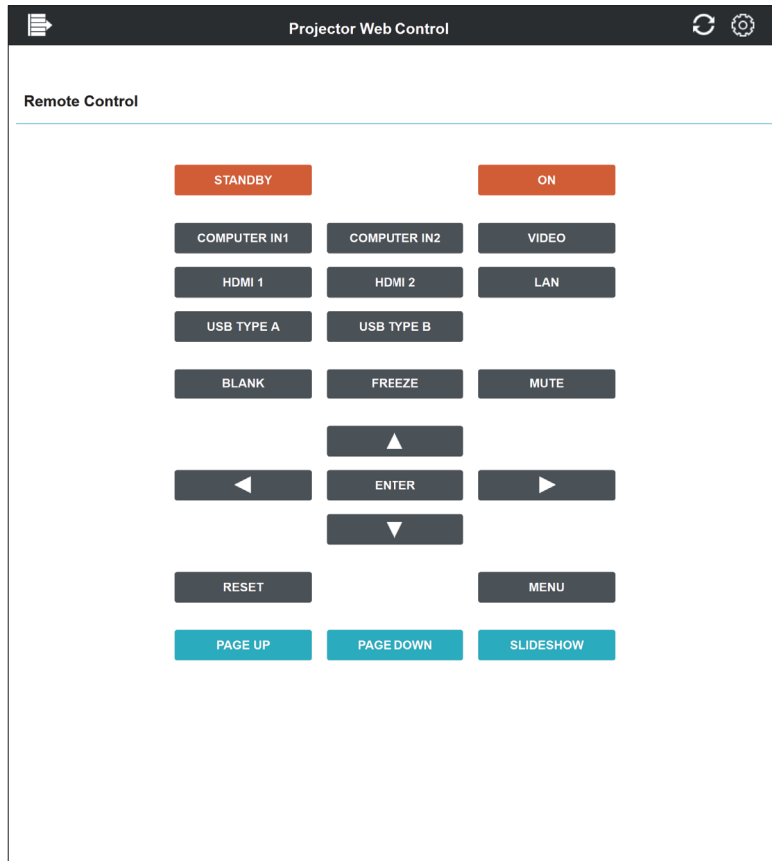 Projector Web Control
Remote Control
STANDBY ON
COMPUTER IN1 COMPUTER IN2 VIDEO
HDMI 1 HDMI 2 LAN
USB TYPE A USB TYPE B
BLANK FREEZE MUTE
ENTER
RESET MENU
PAGE UP PAGE DOWN SLIDESHOW